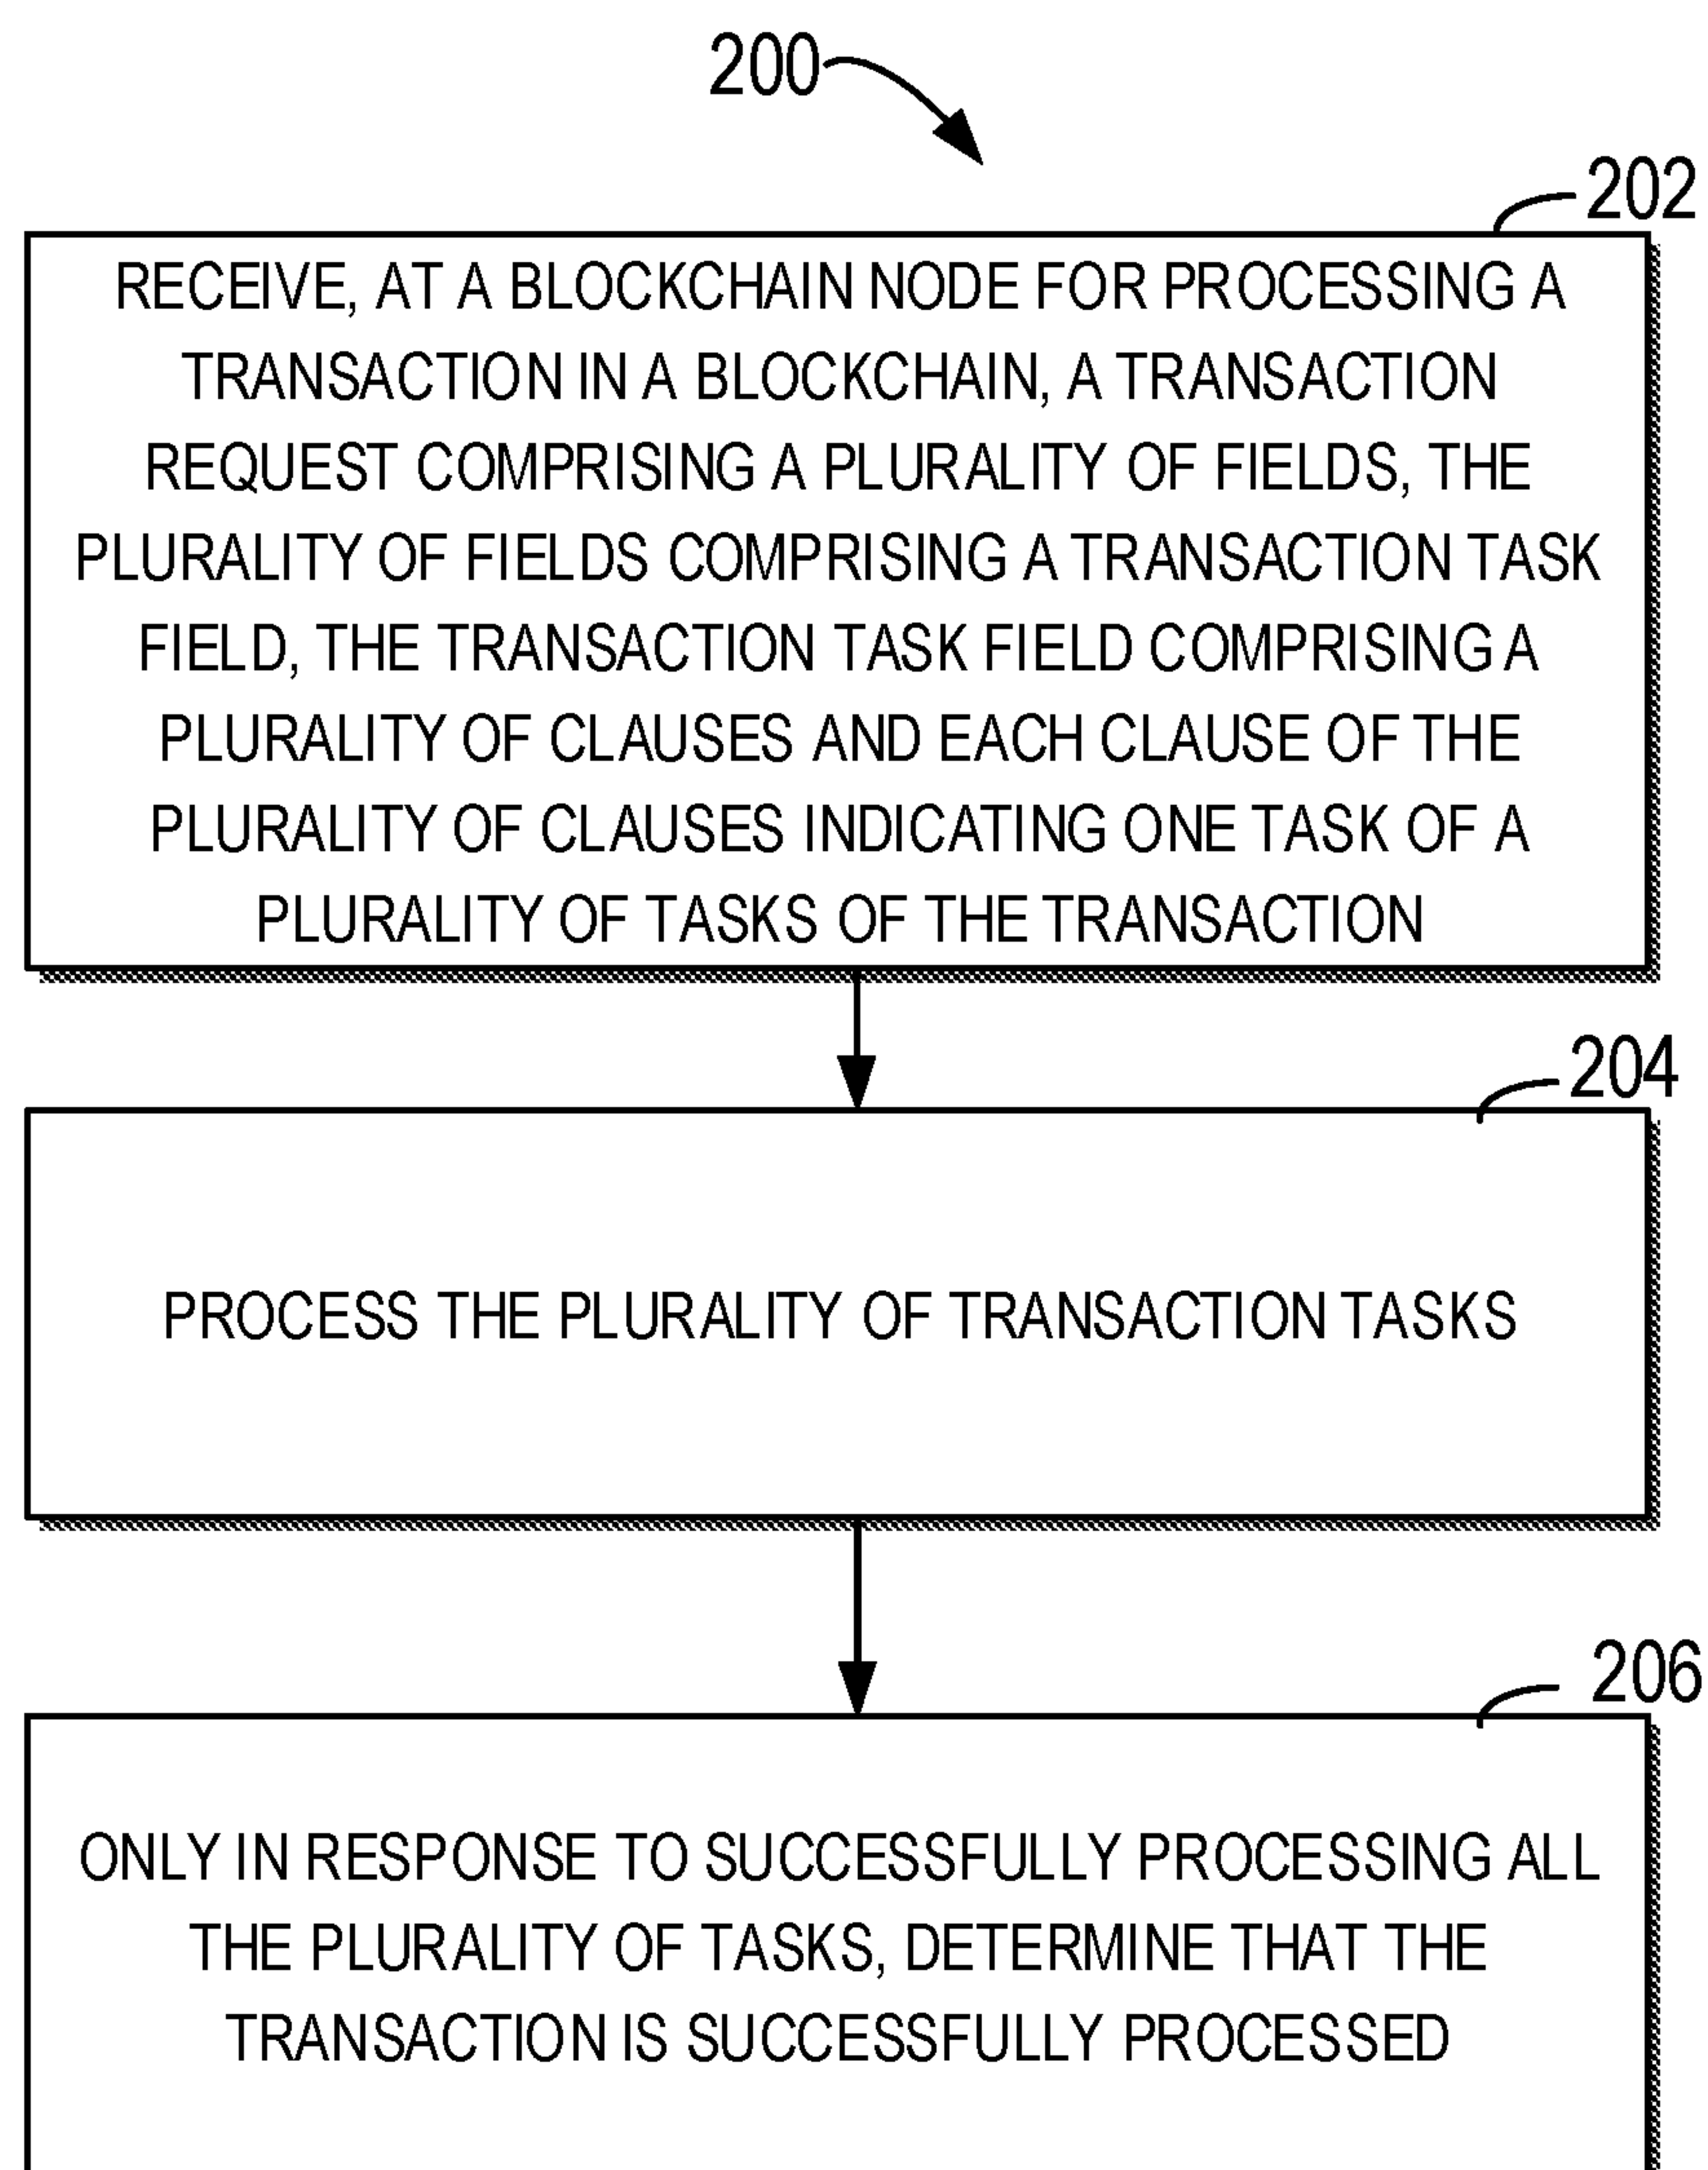 200
202
RECEIVE, AT A BLOCKCHAIN NODE FOR PROCESSING A
TRANSACTION IN A BLOCKCHAIN, A TRANSACTION
REQUEST COMPRISING A PLURALITY OF FIELDS, THE
PLURALITY OF FIELDS COMPRISING A TRANSACTION TASK
FIELD, THE TRANSACTION TASK FIELD COMPRISING A
PLURALITY OF CLAUSES AND EACH CLAUSE OF THE
PLURALITY OF CLAUSES INDICATING ONE TASK OF A
PLURALITY OF TASKS OF THE TRANSACTION
204
PROCESS THE PLURALITY OF TRANSACTION TASKS
206
ONLY IN RESPONSE TO SUCCESSFULLY PROCESSING ALL
THE PLURALITY OF TASKS, DETERMINE THAT THE
TRANSACTION IS SUCCESSFULLY PROCESSED